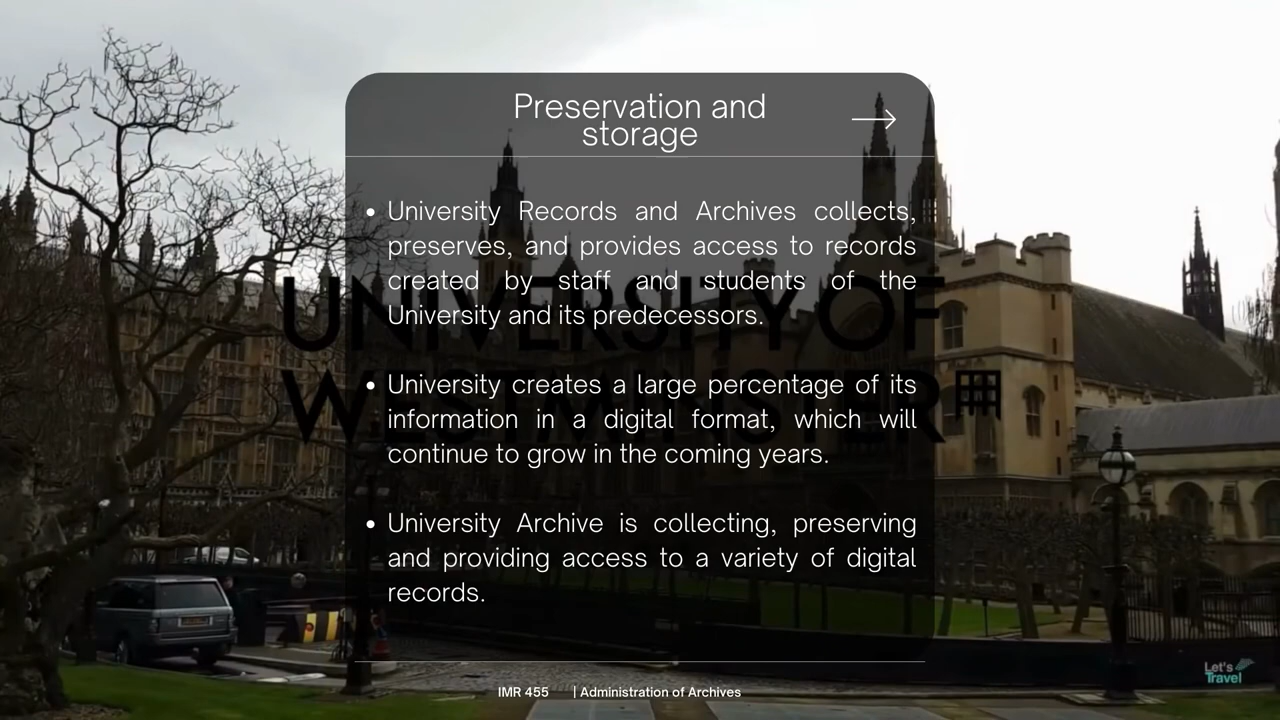 Preservation and
storage
• University Records and Archives collects,
preserves, and provides access to records
created by staff and students of the
University and its predecessors.
UNIVERSITY OF
WESTMINSTER
• University creates a large percentage of its
information in a digital format, which will
continue to grow in the coming years.
• University Archive is collecting, preserving
and providing access to a variety of digital
records.
Let's
Travel
IMR 455 | Administration of Archives